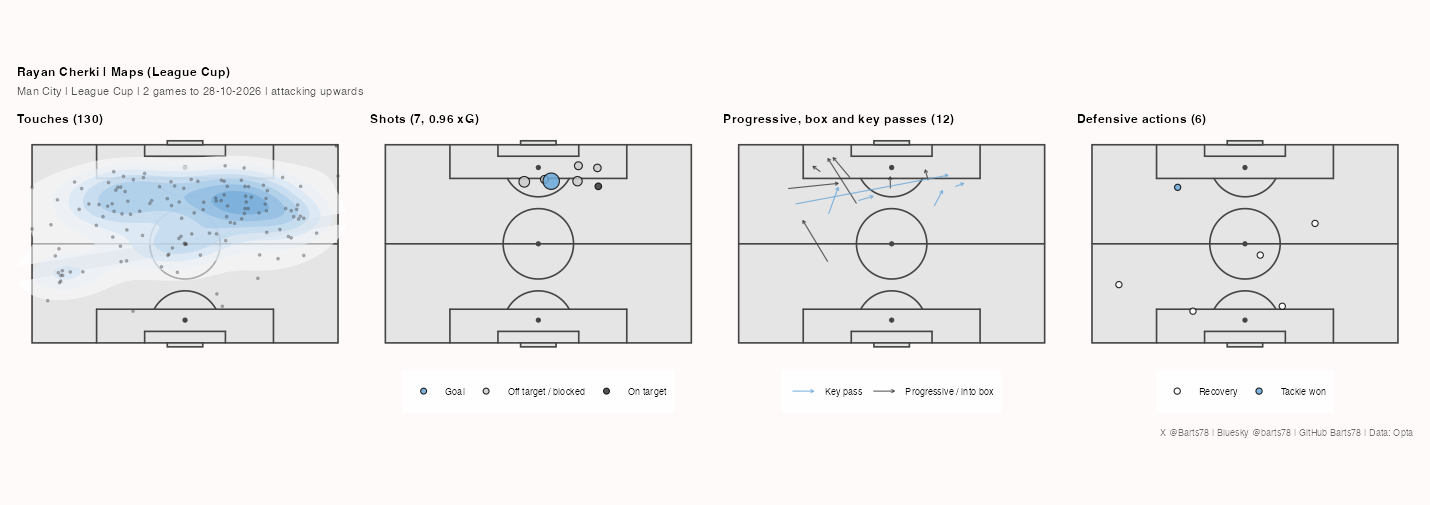 Rayan Cherki | Maps (League Cup)
Man City | League Cup | 2 games to 28-10-2026 | attacking upwards
Touches (130)
Shots (7, 0.96 xG)
Progressive, box and key passes (12)
Defensive actions (6)
Goal
Off target / blocked
On target
Key pass
Progressive / into box
Recovery
Tackle won
X @Barts78 | Bluesky @barts78 | GitHub Barts78 | Data: Opta